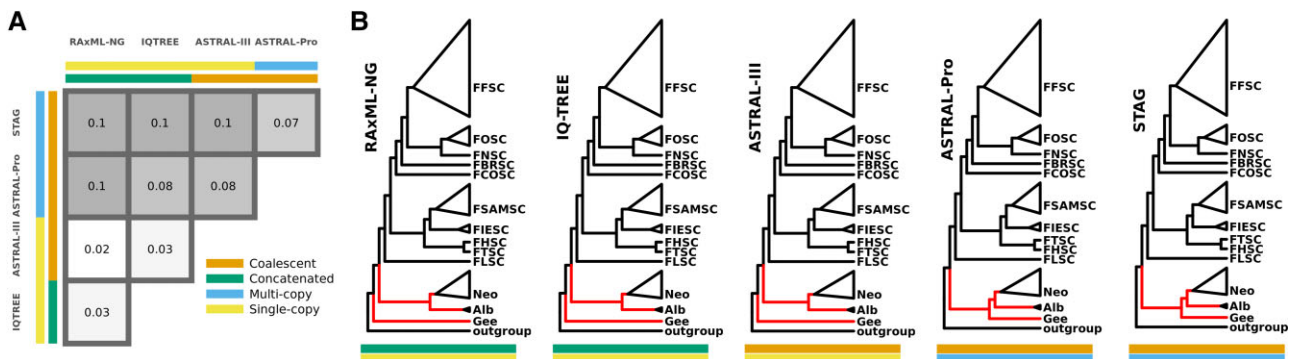 A
RAxML-NG IQTREE ASTRAL-III ASTRAL-Pro
STAG
0.1 0.1 0.1 0.07
ASTRAL-Pro
0.1 0.08 0.08
ASTRAL-III
0.02 0.03
IQTREE
0.03
Coalescent
Concatenated
Multi-copy
Single-copy
B
RAxML-NG
FFSC
FOSC
FNSC
FBRSC
FCOSC
FSAMSC
FIESC
FHSC
FTSC
FLSC
Neo
Alb
Gee
outgroup
IQ-TREE
FFSC
FOSC
FNSC
FBRSC
FCOSC
FSAMSC
FIESC
FHSC
FTSC
FLSC
Neo
Alb
Gee
outgroup
ASTRAL-III
FFSC
FOSC
FNSC
FBRSC
FCOSC
FSAMSC
FIESC
FHSC
FTSC
FLSC
Neo
Alb
Gee
outgroup
ASTRAL-Pro
FFSC
FOSC
FNSC
FBRSC
FCOSC
FSAMSC
FIESC
FTSC
FHSC
FLSC
Neo
Alb
Gee
outgroup
STAG
FFSC
FOSC
FNSC
FBRSC
FCOSC
FSAMSC
FIESC
FTSC
FHSC
FLSC
Neo
Alb
Gee
outgroup